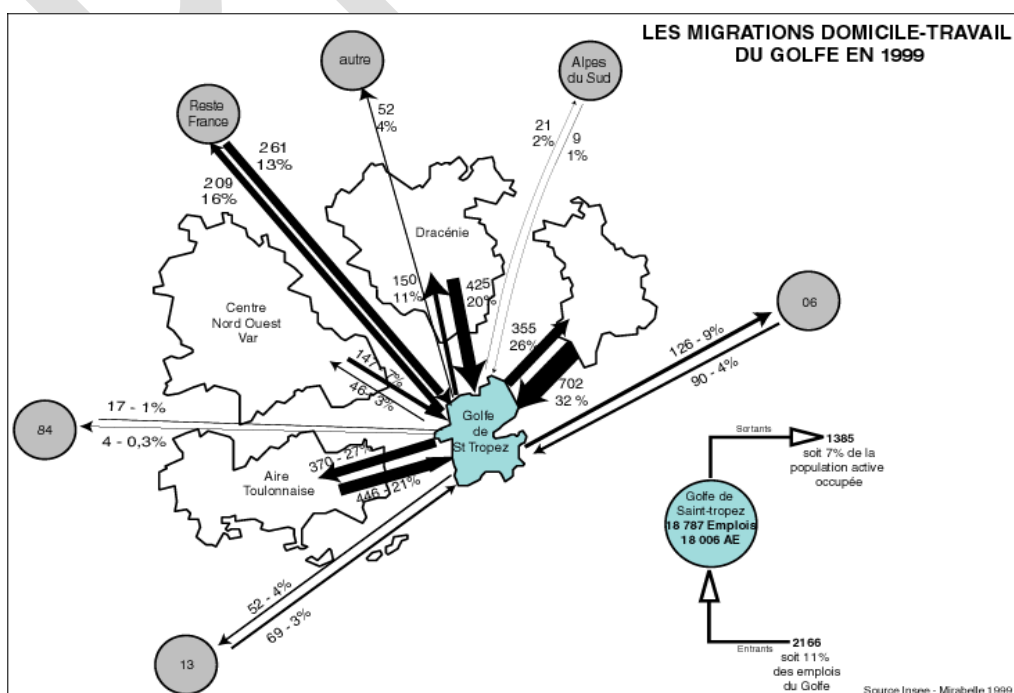 LES MIGRATIONS DOMICILE-TRAVAIL
DU GOLFE EN 1999
autre
Alpes
du Sud
Reste
France
52
4%
21
2%
9
1%
261
13%
209
16%
Dracénie
150
11%
425
20%
Centre
Nord Ouest
Var
06
355
26%
126 - 9%
90 - 4%
147 - 7%
46 - 3%
702
32 %
17 - 1%
84
4 - 0,3%
Golfe
de
St Tropez
370 - 27%
446 - 21%
Aire
Toulonnaise
Sortants
1385
soit 7% de la
population active
occupée
Golfe de
Saint-tropez
18 787 Emplois
18 006 AE
52 - 4%
69 - 3%
13
Entrants
2166
soit 11%
des emplois
du Golfe
Source Insee - Mirabelle 1999